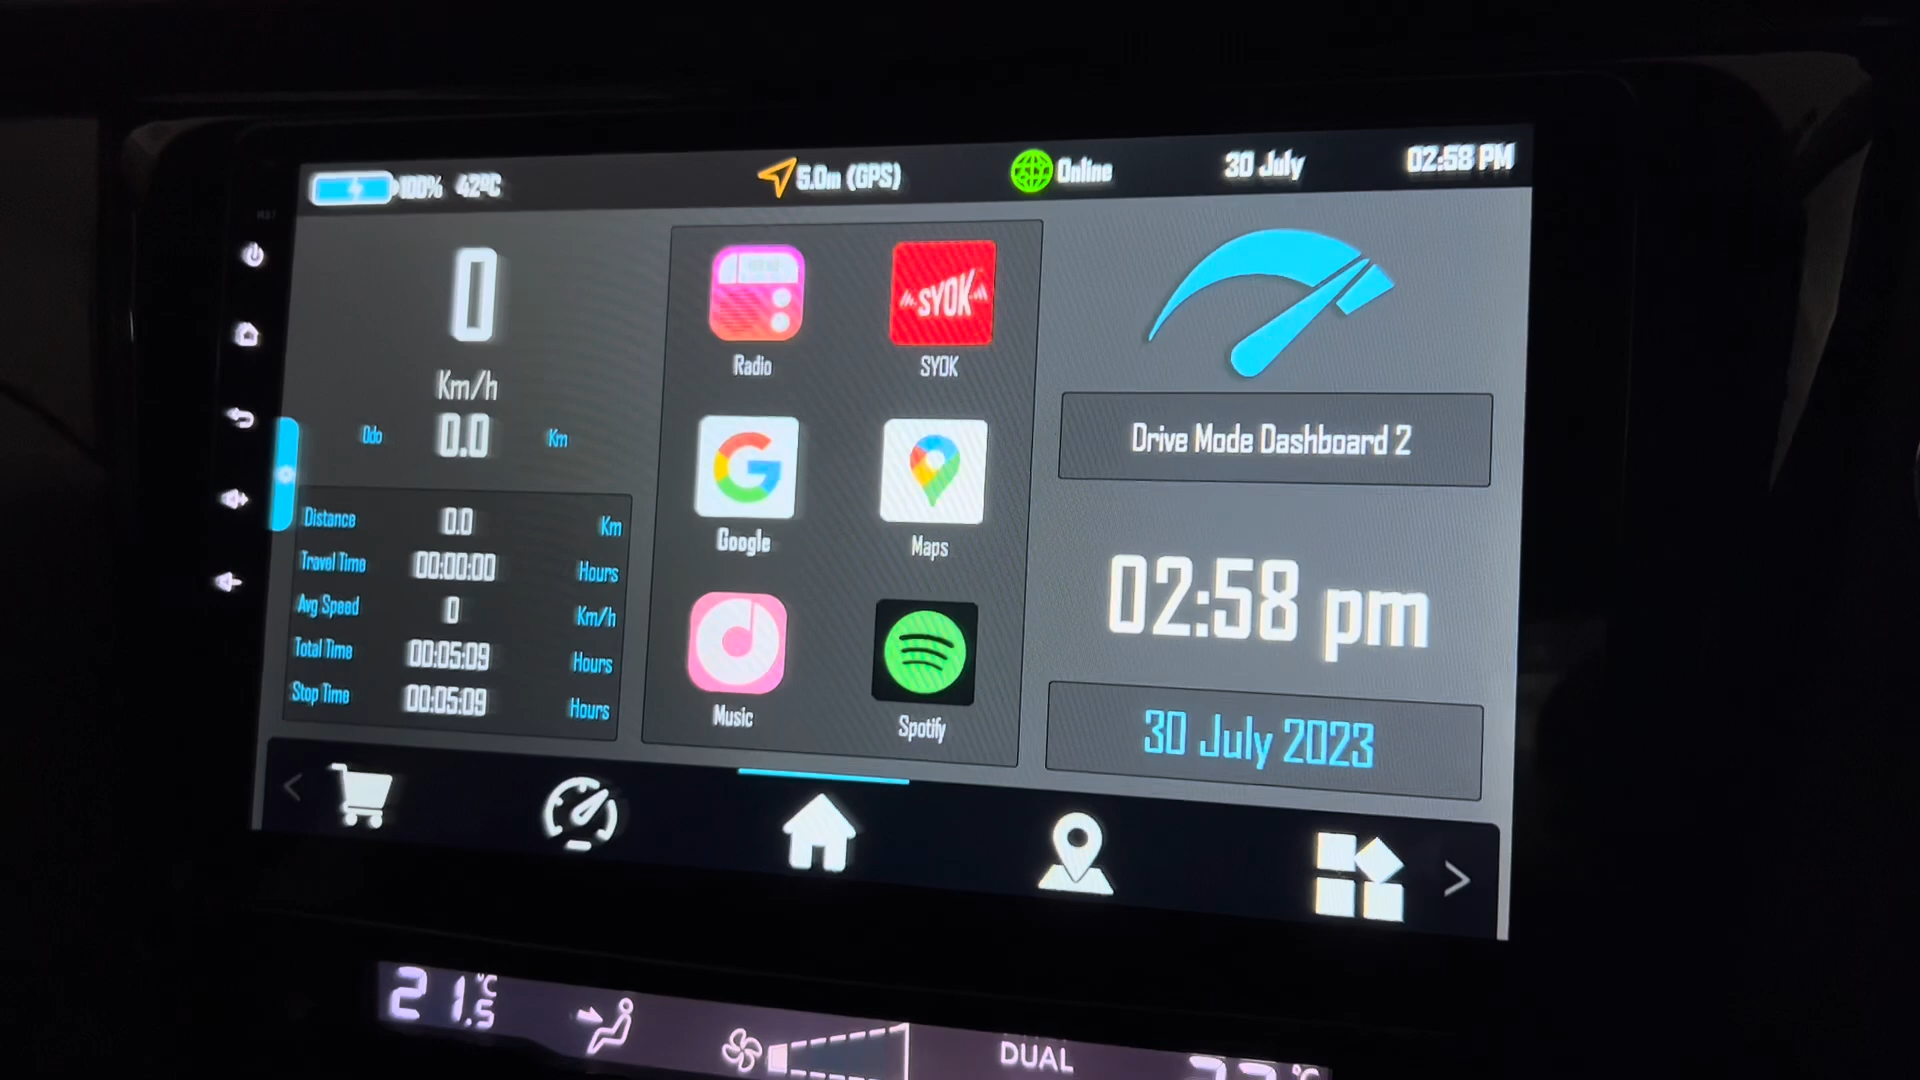 100% 42ºC
5.0m (GPS)
Online
30 July
02:58 PM
0
Km/h
Odo 0.0 Km
Distance 0.0 Km
Travel Time 00:00:00 Hours
Avg Speed 0 Km/h
Total Time 00:05:09 Hours
Stop Time 00:05:09 Hours
SYOK
Radio
SYOK
G
Google
Maps
Music
Spotify
Drive Mode Dashboard 2
02:58 pm
30 July 2023
21.5 °C
DUAL
°C